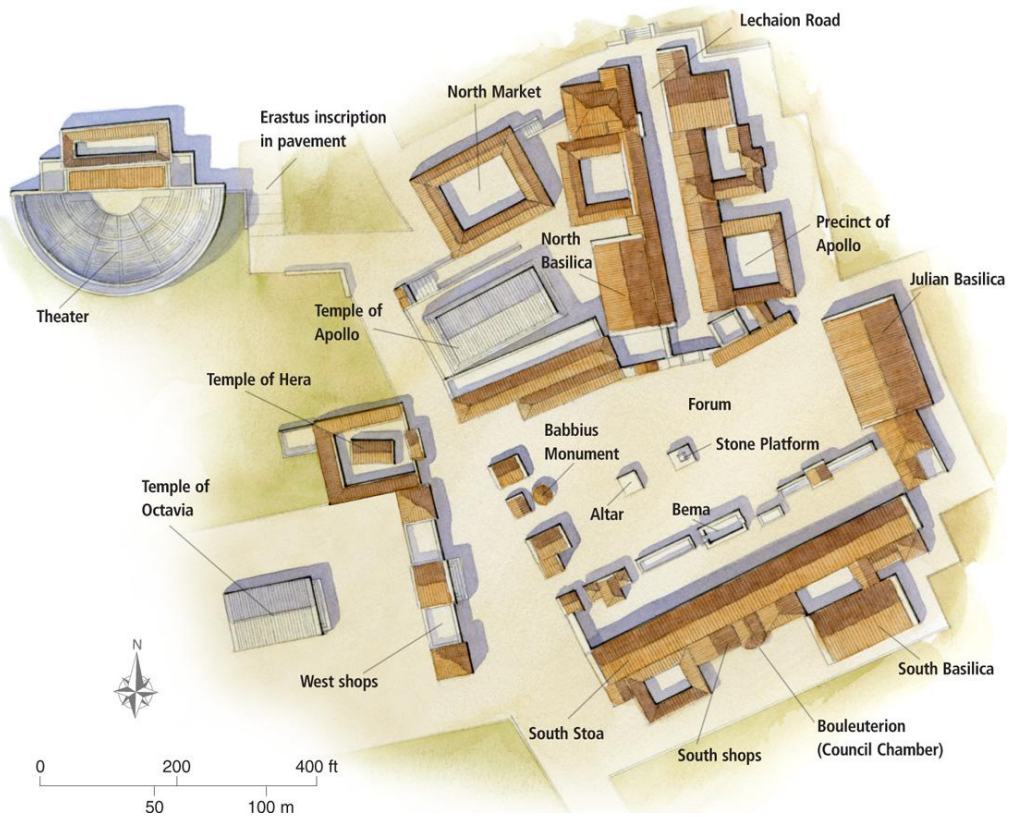 Lechaion Road
North Market
Erastus inscription
in pavement
Precinct of
Apollo
North
Basilica
Julian Basilica
Temple of
Apollo
Theater
Temple of Hera
Forum
Babbius
Monument
Stone Platform
Temple of
Octavia
Altar
Bema
N
West shops
South Basilica
South Stoa
Bouleuterion
(Council Chamber)
South shops
0 200 400 ft
50 100 m